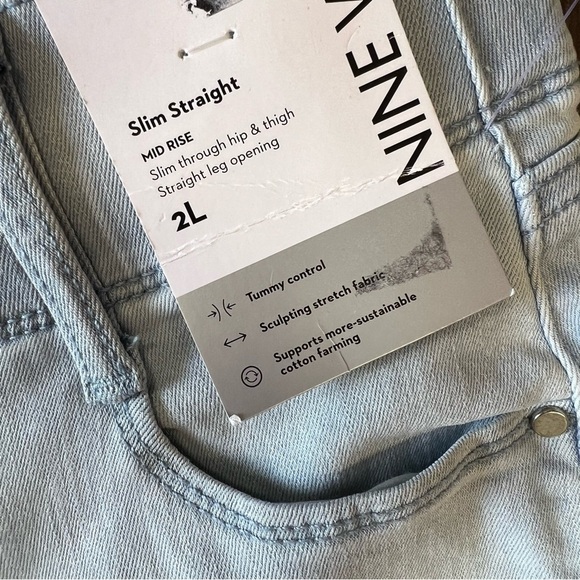 Slim Straight
MID RISE
Slim through hip & thigh
Straight leg opening
2L
NINE
Tummy control
Sculpting stretch fabric
Supports more-sustainable
cotton farming